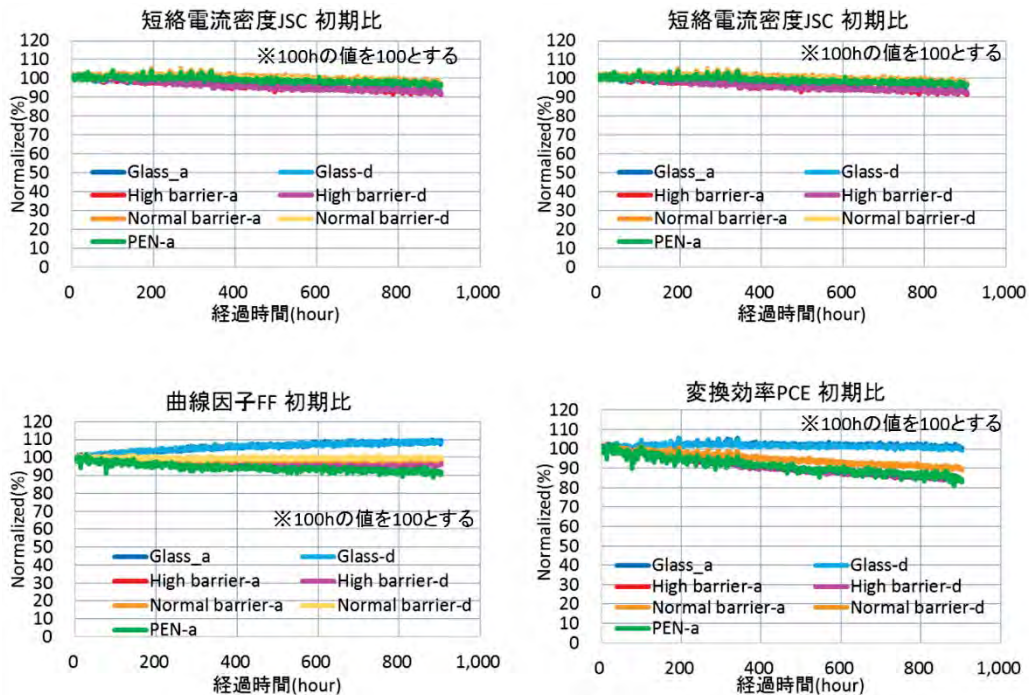 短絡電流密度JSC 初期比
※100hの値を100とする
Normalized(%)
120
110
100
90
80
70
60
50
40
30
20
10
0
Glass_a
Glass-d
High barrier-a
High barrier-d
Normal barrier-a
Normal barrier-d
PEN-a
0
200
400
600
800
1,000
経過時間(hour)
短絡電流密度JSC 初期比
※100hの値を100とする
Normalized(%)
120
110
100
90
80
70
60
50
40
30
20
10
0
Glass_a
Glass-d
High barrier-a
High barrier-d
Normal barrier-a
Normal barrier-d
PEN-a
0
200
400
600
800
1,000
経過時間(hour)
曲線因子FF 初期比
Normalized(%)
120
110
100
90
80
70
60
50
40
30
20
10
0
※100hの値を100とする
Glass_a
Glass-d
High barrier-a
High barrier-d
Normal barrier-a
Normal barrier-d
PEN-a
0
200
400
600
800
1,000
経過時間(hour)
変換効率PCE 初期比
※100hの値を100とする
Normalized(%)
120
110
100
90
80
70
60
50
40
30
20
10
0
Glass_a
Glass-d
High barrier-a
High barrier-d
Normal barrier-a
Normal barrier-d
PEN-a
0
200
400
600
800
1,000
経過時間(hour)